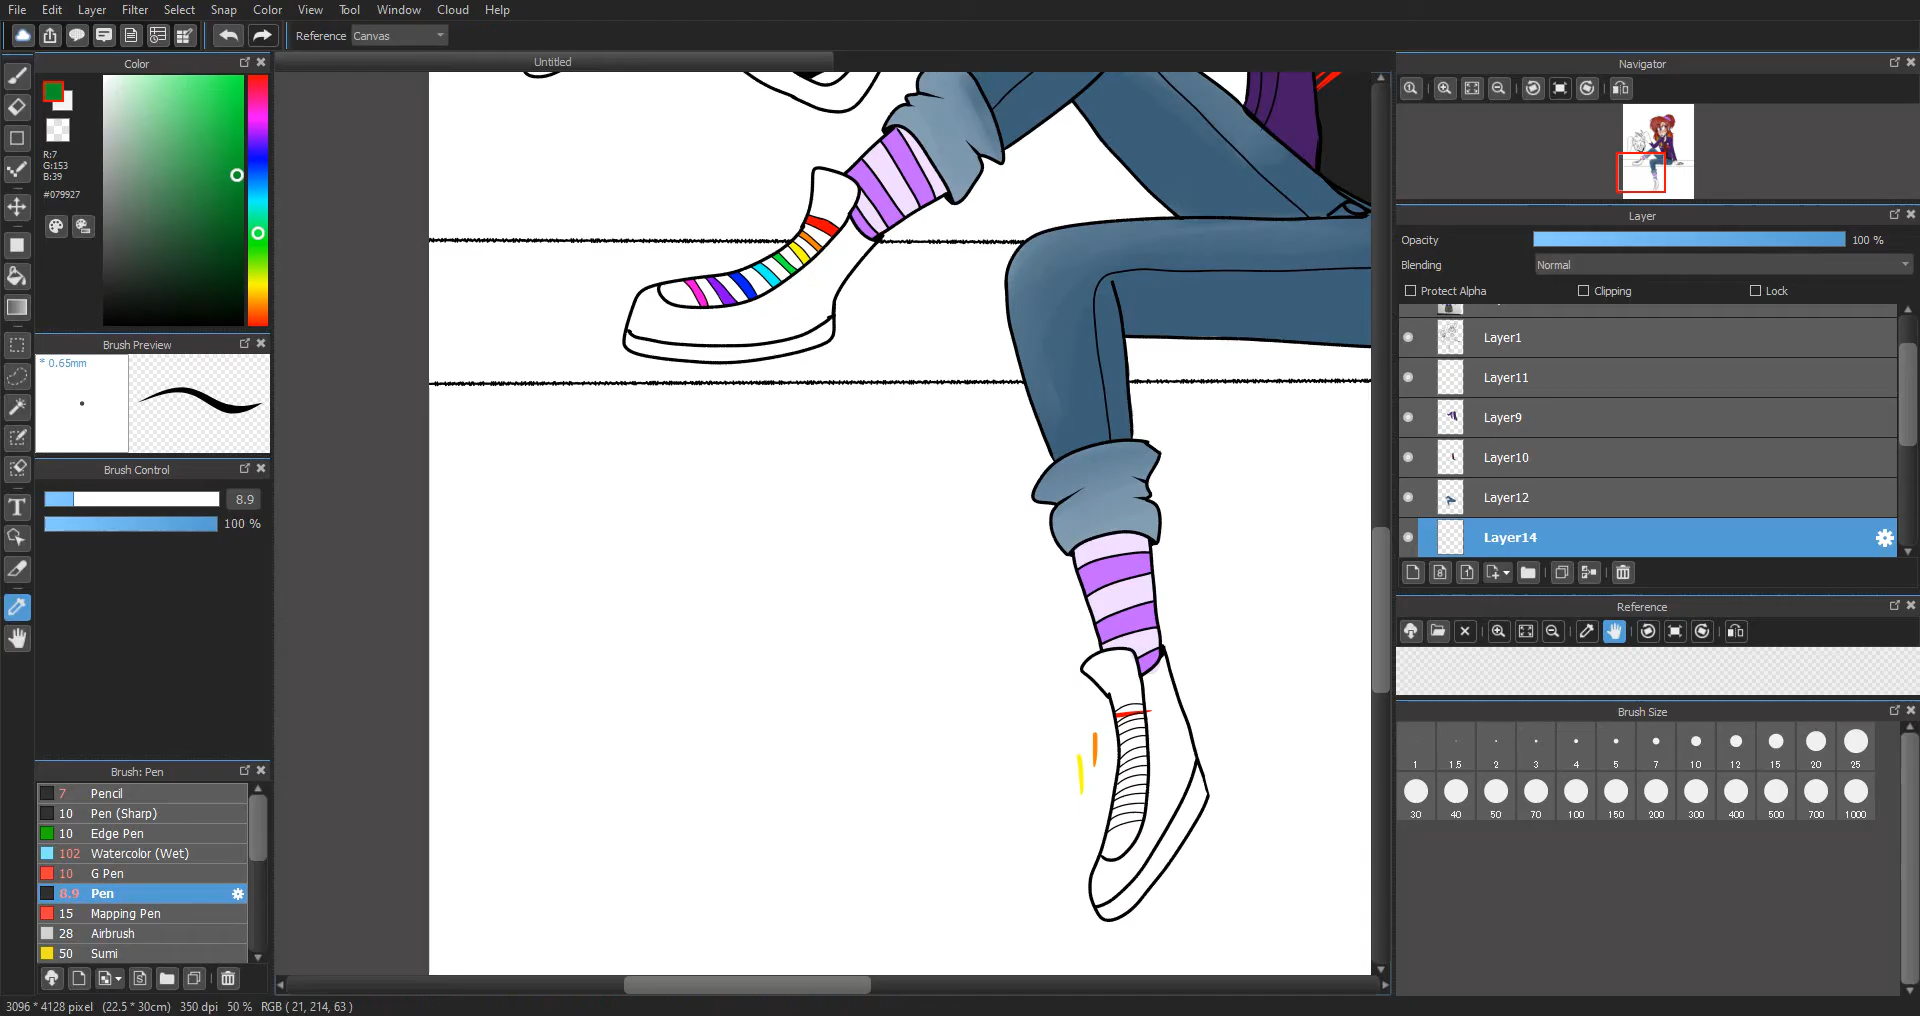 File Edit Layer Filter Select Snap Color View Tool Window Cloud Help
Reference Canvas
Color
R:7
G:153
B:39
#079927
Brush Preview
* 0.65mm
Brush Control
8.9
100 %
Brush: Pen
7 Pencil
10 Pen (Sharp)
10 Edge Pen
102 Watercolor (Wet)
10 G Pen
8.9 Pen
15 Mapping Pen
28 Airbrush
50 Sumi
Untitled
Navigator
Layer
Opacity 100 %
Blending Normal
Protect Alpha Clipping Lock
Layer1
Layer11
Layer9
Layer10
Layer12
Layer14
Reference
Brush Size
1 1.5 2 3 4 5 7 10 12 15 20 25
30 40 50 70 100 150 200 300 400 500 700 1000
3096 * 4128 pixel (22.5 * 30cm) 350 dpi 50 % RGB ( 21, 214, 63 )